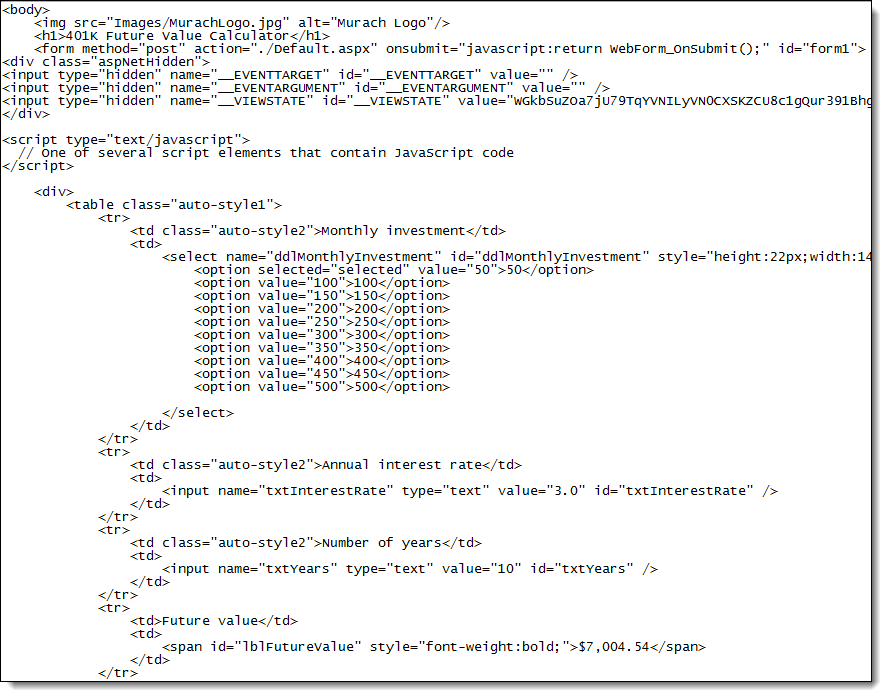 <body>
    <img src="Images/MurachLogo.jpg" alt="Murach Logo"/>
    <h1>401K Future Value Calculator</h1>
    <form method="post" action="./Default.aspx" onsubmit="javascript:return WebForm_OnSubmit();" id="form1">
<div class="aspNetHidden">
<input type="hidden" name="__EVENTTARGET" id="__EVENTTARGET" value="" />
<input type="hidden" name="__EVENTARGUMENT" id="__EVENTARGUMENT" value="" />
<input type="hidden" name="__VIEWSTATE" id="__VIEWSTATE" value="WGkbSuZOa7jU79TqYVNILyVN0CXSKZCU8c1gQur391Bhg
</div>

<script type="text/javascript">
  // One of several script elements that contain JavaScript code
</script>

    <div>
        <table class="auto-style1">
            <tr>
                <td class="auto-style2">Monthly investment</td>
                <td>
                    <select name="ddlMonthlyInvestment" id="ddlMonthlyInvestment" style="height:22px;width:14
                        <option selected="selected" value="50">50</option>
                        <option value="100">100</option>
                        <option value="150">150</option>
                        <option value="200">200</option>
                        <option value="250">250</option>
                        <option value="300">300</option>
                        <option value="350">350</option>
                        <option value="400">400</option>
                        <option value="450">450</option>
                        <option value="500">500</option>

                    </select>
                </td>
            </tr>
            <tr>
                <td class="auto-style2">Annual interest rate</td>
                <td>
                    <input name="txtInterestRate" type="text" value="3.0" id="txtInterestRate" />
                </td>
            </tr>
            <tr>
                <td class="auto-style2">Number of years</td>
                <td>
                    <input name="txtYears" type="text" value="10" id="txtYears" />
                </td>
            </tr>
            <tr>
                <td>Future value</td>
                <td>
                    <span id="lblFutureValue" style="font-weight:bold;">$7,004.54</span>
                </td>
            </tr>